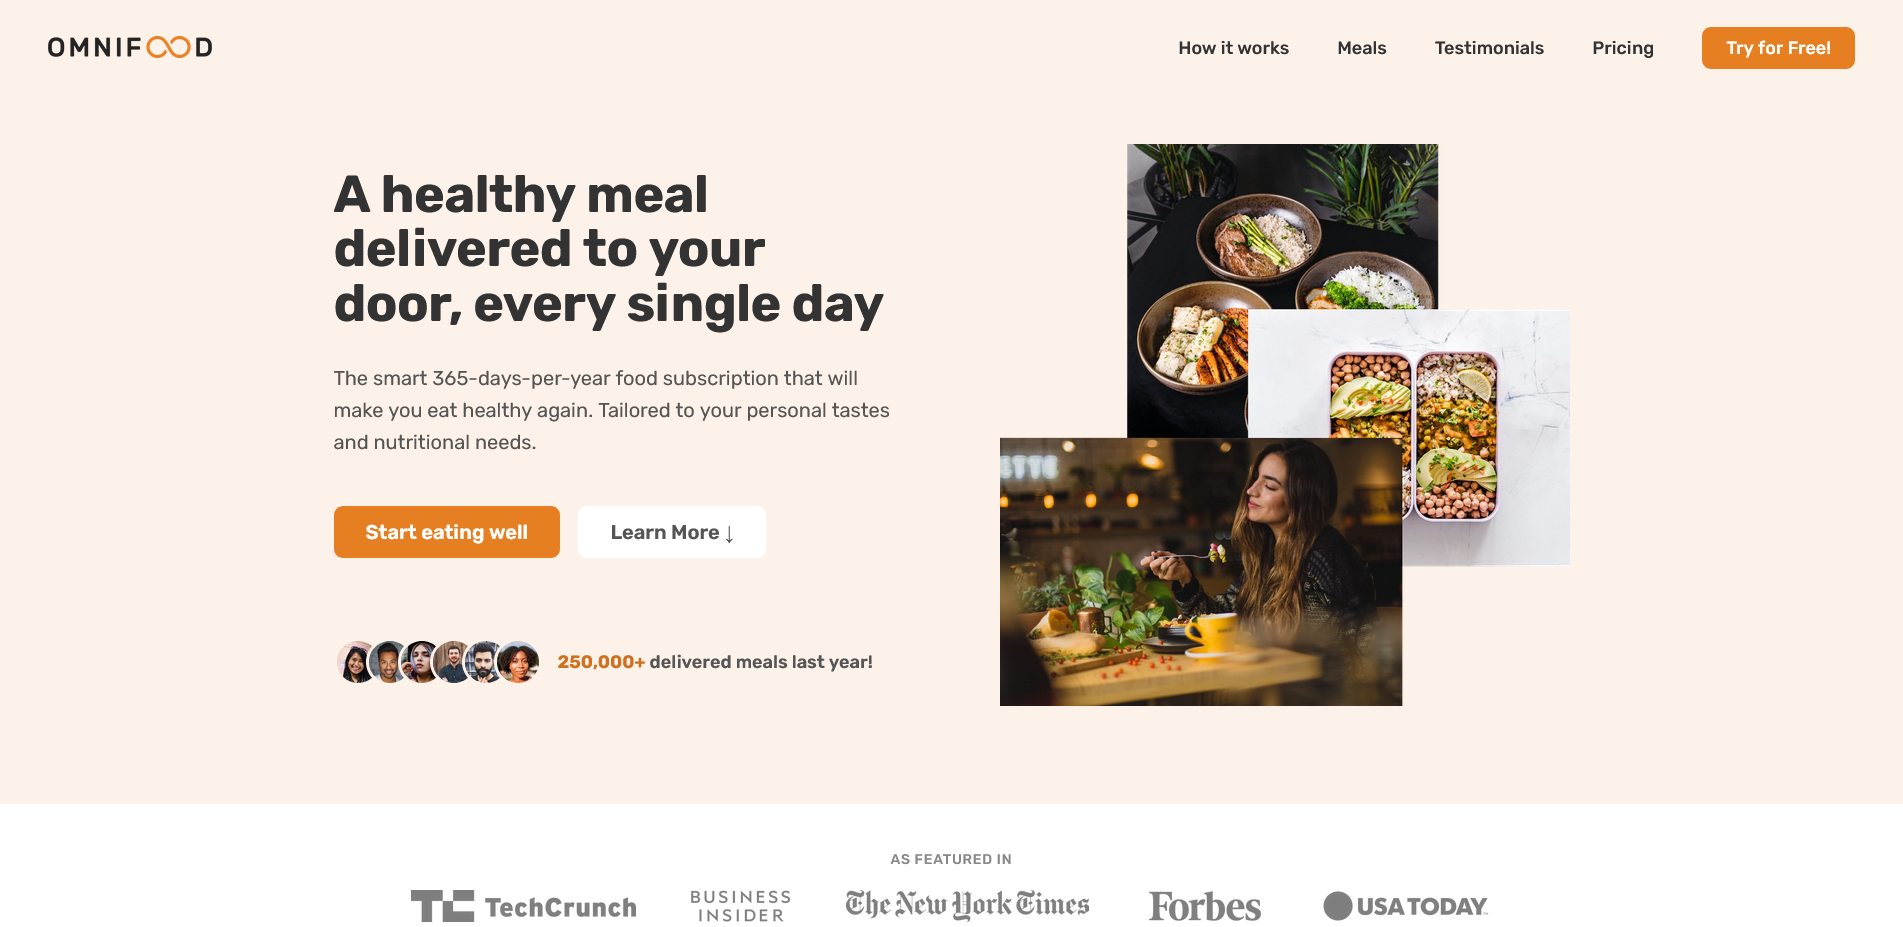 OMNIFOOD
How it works
Meals
Testimonials
Pricing
Try for Free!
A healthy meal
delivered to your
door, every single day
The smart 365-days-per-year food subscription that will
make you eat healthy again. Tailored to your personal tastes
and nutritional needs.
Start eating well
Learn More ↓
250,000+ delivered meals last year!
ETTE
AS FEATURED IN
TC TechCrunch
BUSINESS
INSIDER
The New York Times
Forbes
USA TODAY